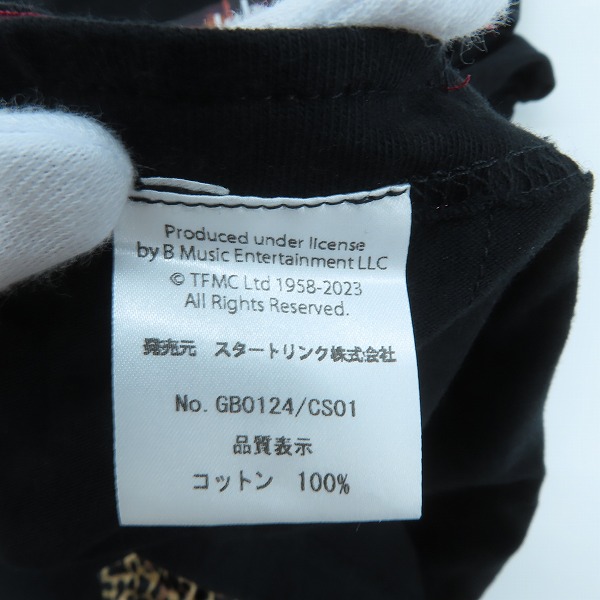 Produced under license
by B Music Entertainment LLC
© TFMC Ltd 1958-2023
All Rights Reserved.
発売元　スタートリンク株式会社
No. GB0124/CS01
品質表示
コットン　100%